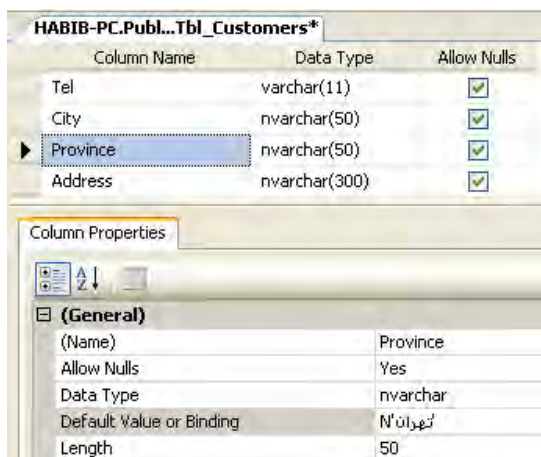 HABIB-PC.Publ...Tbl_Customers*
Column Name Data Type Allow Nulls
Tel varchar(11)
City nvarchar(50)
Province nvarchar(50)
Address nvarchar(300)
Column Properties
(General)
(Name) Province
Allow Nulls Yes
Data Type nvarchar
Default Value or Binding N'تهران'
Length 50